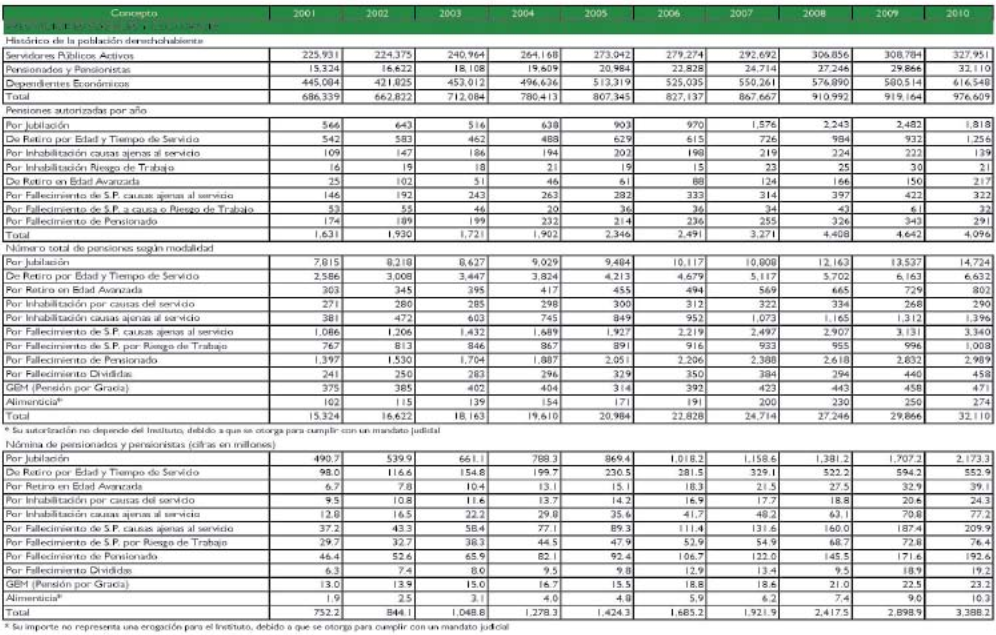 Concepto 2001 2002 2003 2004 2005 2006 2007 2008 2009 2010
Histórico de la población derechohabiente
Servidores Públicos Activos 225,931 224,375 240,964 264,168 273,042 279,274 292,692 306,856 308,784 327,951
Pensionados y Pensionistas 15,324 16,622 18,108 19,609 20,984 22,828 24,714 27,246 29,866 32,110
Dependientes Económicos 445,084 421,825 453,012 496,636 513,319 525,035 550,261 576,890 580,514 616,548
Total 686,339 662,822 712,084 780,413 807,345 827,137 867,667 910,992 919,164 976,609
Pensiones autorizadas por año
Por Jubilación 566 643 516 638 903 970 1,576 2,243 2,482 1,818
De Retiro por Edad y Tiempo de Servicio 542 583 462 488 629 615 726 984 932 1,256
Por Inhabilitación causas ajenas al servicio 109 147 186 194 202 198 219 224 222 139
Por Inhabilitación Riesgo de Trabajo 16 19 18 21 19 15 23 25 30 21
De Retiro en Edad Avanzada 25 102 51 46 61 88 124 166 150 217
Por Fallecimiento de S.P. causas ajenas al servicio 146 192 243 263 282 333 314 397 422 322
Por Fallecimiento de S.P. a causa o Riesgo de Trabajo 53 55 46 20 36 36 34 43 61 32
Por Fallecimiento de Pensionado 174 189 199 232 214 236 255 326 343 291
Total 1,631 1,930 1,721 1,902 2,346 2,491 3,271 4,408 4,642 4,096
Número total de pensiones según modalidad
Por Jubilación 7,815 8,218 8,627 9,029 9,484 10,117 10,808 12,163 13,537 14,724
De Retiro por Edad y Tiempo de Servicio 2,586 3,008 3,447 3,824 4,213 4,679 5,117 5,702 6,163 6,632
Por Retiro en Edad Avanzada 303 345 395 417 455 494 569 665 729 802
Por Inhabilitación por causas del servicio 271 280 285 298 300 312 322 334 268 290
Por Inhabilitación causas ajenas al servicio 381 472 603 745 849 952 1,073 1,165 1,312 1,396
Por Fallecimiento de S.P. causas ajenas al servicio 1,086 1,206 1,432 1,689 1,927 2,219 2,497 2,907 3,131 3,340
Por Fallecimiento de S.P. por Riesgo de Trabajo 767 813 846 867 891 916 933 955 996 1,008
Por Fallecimiento de Pensionado 1,397 1,530 1,704 1,887 2,051 2,206 2,388 2,618 2,832 2,989
Por Fallecimiento Divididas 241 250 283 296 329 350 384 294 440 458
GEM (Pensión por Gracia) 375 385 402 404 314 392 423 443 458 471
Alimenticia* 102 115 139 154 171 191 200 230 250 274
Total 15,324 16,622 18,163 19,610 20,984 22,828 24,714 27,246 29,866 32,110
* Su autorización no depende del Instituto, debido a que se otorga para cumplir con un mandato judicial
Nómina de pensionados y pensionistas (cifras en millones)
Por Jubilación 490.7 539.9 661.1 788.3 869.4 1,018.2 1,158.6 1,381.2 1,707.2 2,173.3
De Retiro por Edad y Tiempo de Servicio 98.0 116.6 154.8 199.7 230.5 281.5 329.1 522.2 594.2 552.9
Por Retiro en Edad Avanzada 6.7 7.8 10.4 13.1 15.1 18.3 21.5 27.5 32.9 39.1
Por Inhabilitación por causas del servicio 9.5 10.8 11.6 13.7 14.2 16.9 17.7 18.8 20.6 24.3
Por Inhabilitación causas ajenas al servicio 12.8 16.5 22.2 29.8 35.6 41.7 48.2 63.1 70.8 77.2
Por Fallecimiento de S.P. causas ajenas al servicio 37.2 43.3 58.4 77.1 89.3 111.4 131.6 160.0 187.4 209.9
Por Fallecimiento de S.P. por Riesgo de Trabajo 29.7 32.7 38.3 44.5 47.9 52.9 54.9 68.7 72.8 76.4
Por Fallecimiento de Pensionado 46.4 52.6 65.9 82.1 92.4 106.7 122.0 145.5 171.6 192.6
Por Fallecimiento Divididas 6.3 7.4 8.0 9.5 9.8 12.9 13.4 9.5 18.9 19.2
GEM (Pensión por Gracia) 13.0 13.9 15.0 16.7 15.5 18.8 18.6 21.0 22.5 23.2
Alimenticia* 1.9 2.5 3.1 4.0 4.8 5.9 6.2 7.4 9.0 10.3
Total 752.2 844.1 1,048.8 1,278.3 1,424.3 1,685.2 1,921.9 2,417.5 2,898.9 3,388.2
* Su importe no representa una erogación para el Instituto, debido a que se otorga para cumplir con un mandato judicial